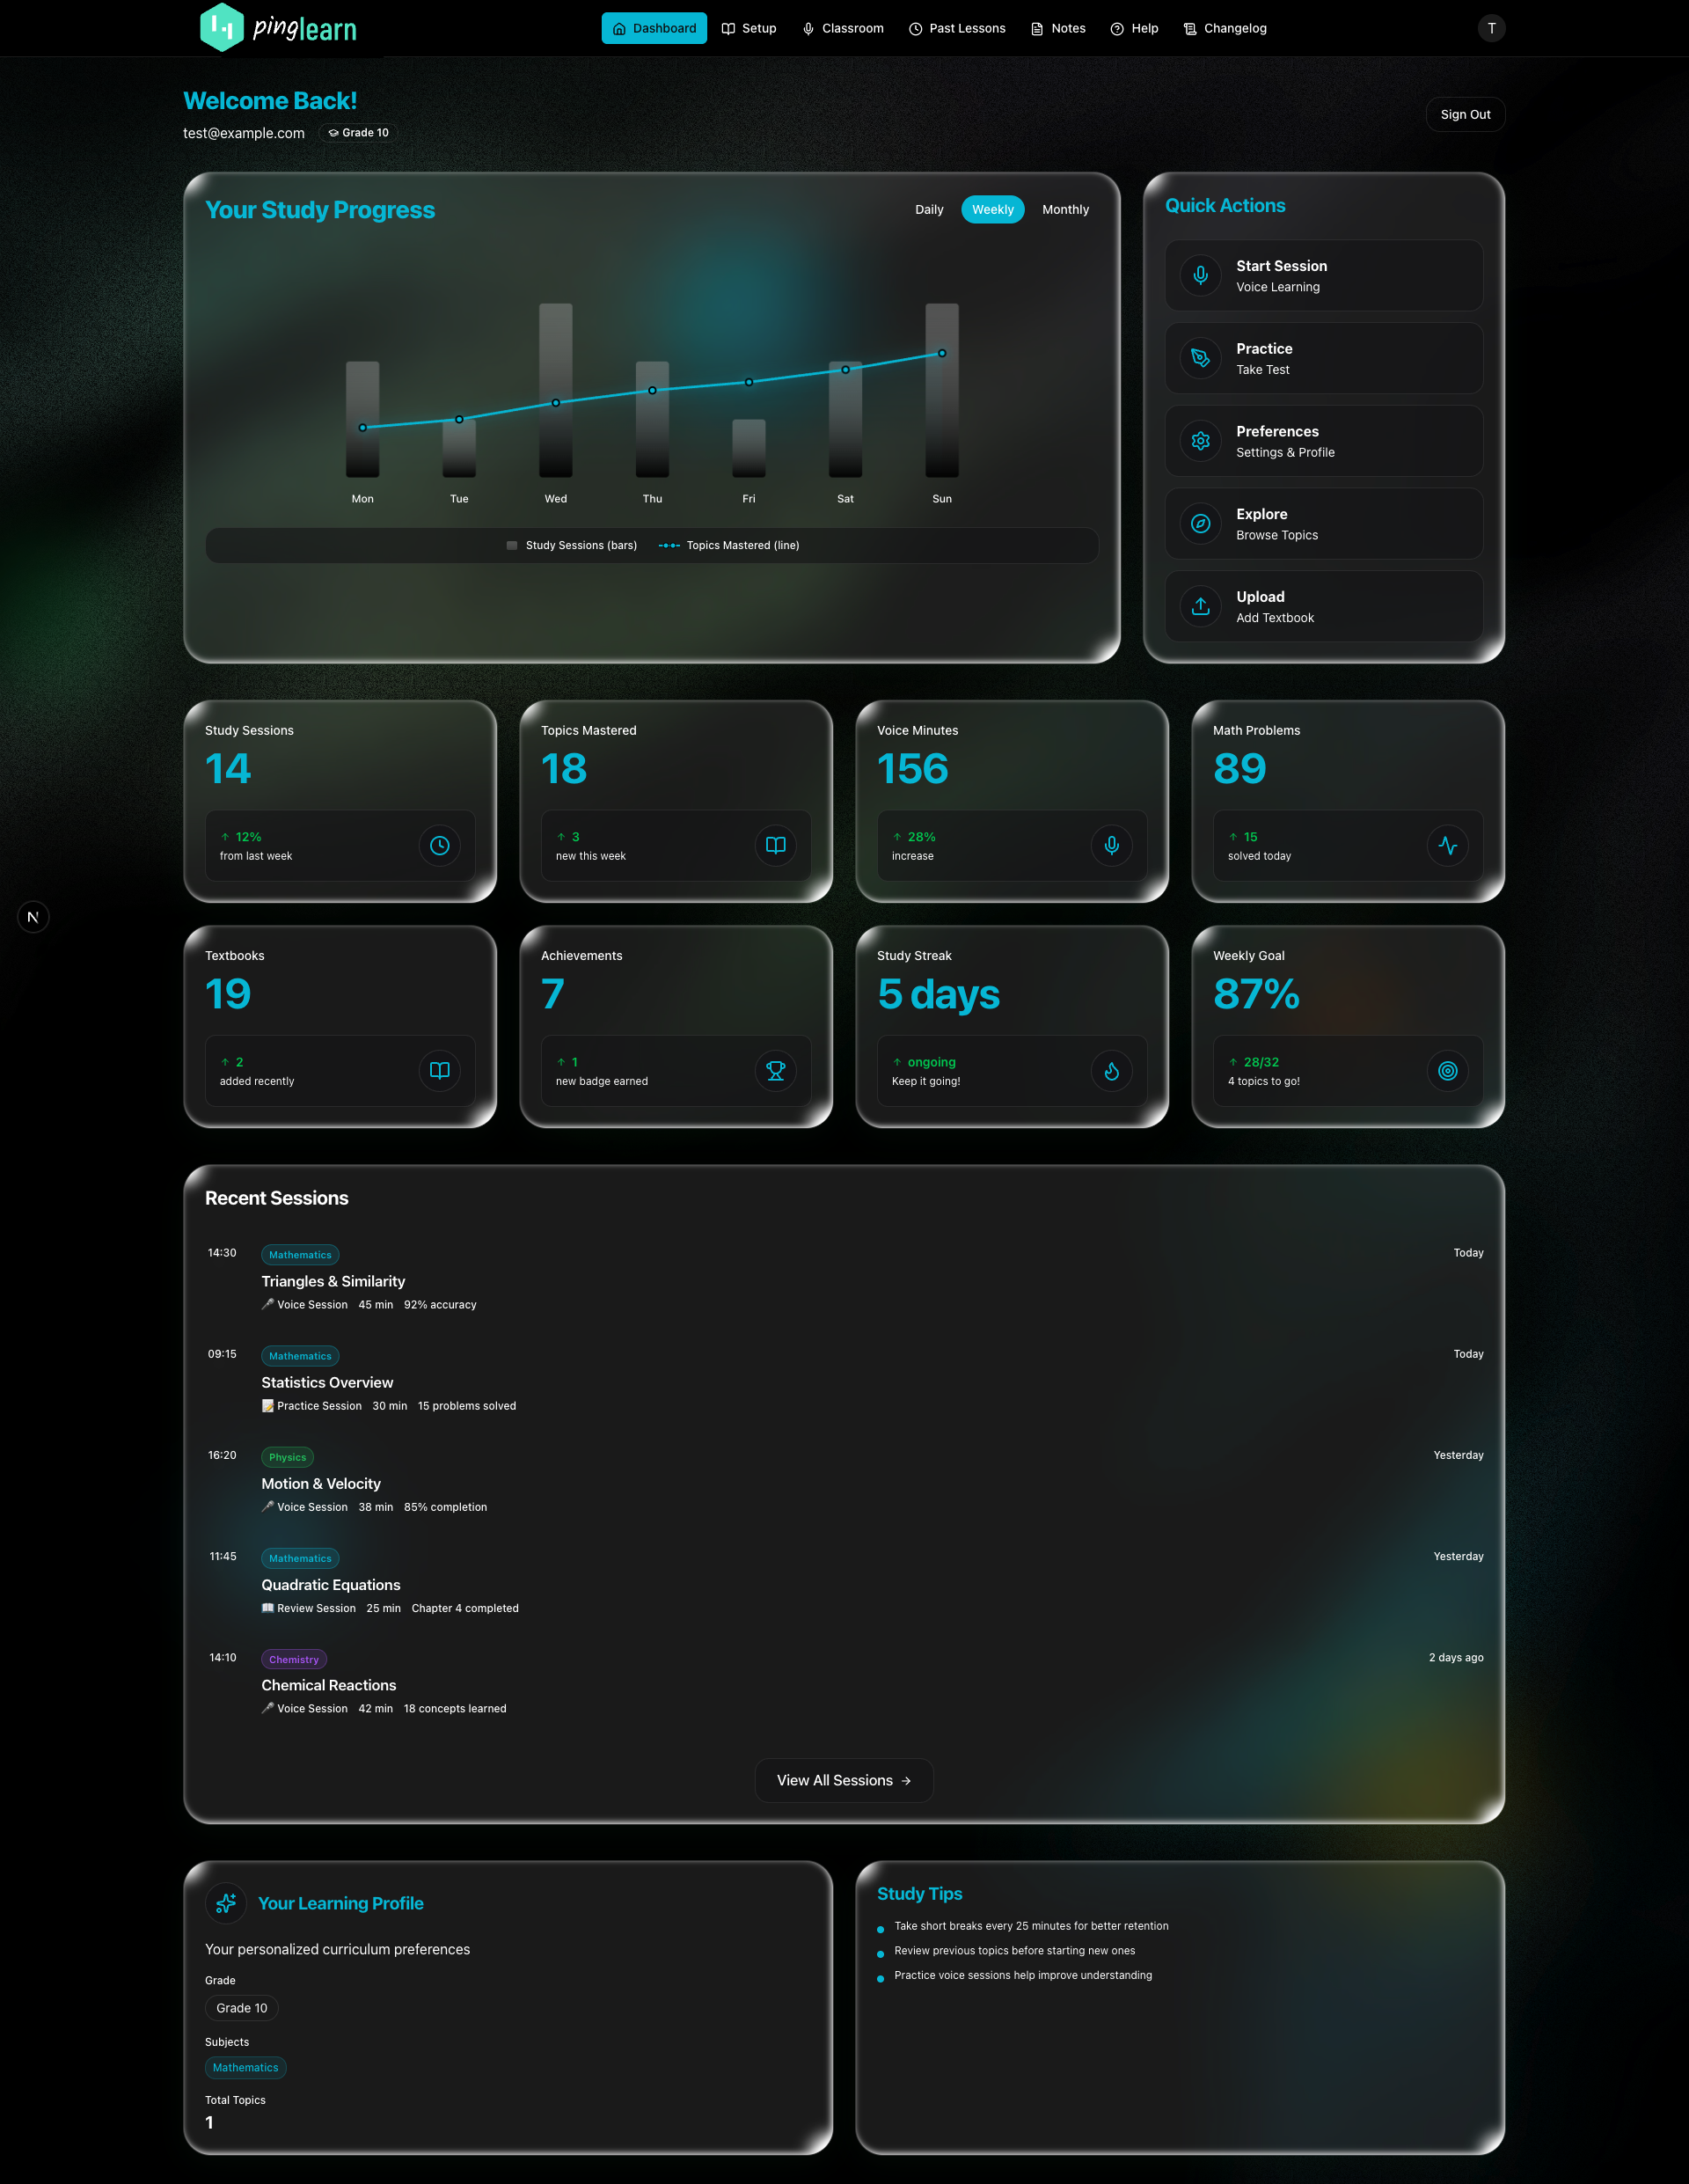 pinglearn
Dashboard
Setup
Classroom
Past Lessons
Notes
Help
Changelog
T
Welcome Back!
test@example.com
Grade 10
Sign Out
Your Study Progress
Daily
Weekly
Monthly
Mon
Tue
Wed
Thu
Fri
Sat
Sun
Study Sessions (bars)
Topics Mastered (line)
Quick Actions
Start Session
Voice Learning
Practice
Take Test
Preferences
Settings & Profile
Explore
Browse Topics
Upload
Add Textbook
Study Sessions
14
↑ 12%
from last week
Topics Mastered
18
↑ 3
new this week
Voice Minutes
156
↑ 28%
increase
Math Problems
89
↑ 15
solved today
N
Textbooks
19
↑ 2
added recently
Achievements
7
↑ 1
new badge earned
Study Streak
5 days
↑ ongoing
Keep it going!
Weekly Goal
87%
↑ 28/32
4 topics to go!
Recent Sessions
14:30
Mathematics
Today
Triangles & Similarity
🎤 Voice Session 45 min 92% accuracy
09:15
Mathematics
Today
Statistics Overview
📝 Practice Session 30 min 15 problems solved
16:20
Physics
Yesterday
Motion & Velocity
🎤 Voice Session 38 min 85% completion
11:45
Mathematics
Yesterday
Quadratic Equations
📖 Review Session 25 min Chapter 4 completed
14:10
Chemistry
2 days ago
Chemical Reactions
🎤 Voice Session 42 min 18 concepts learned
View All Sessions →
Your Learning Profile
Your personalized curriculum preferences
Grade
Grade 10
Subjects
Mathematics
Total Topics
1
Study Tips
Take short breaks every 25 minutes for better retention
Review previous topics before starting new ones
Practice voice sessions help improve understanding